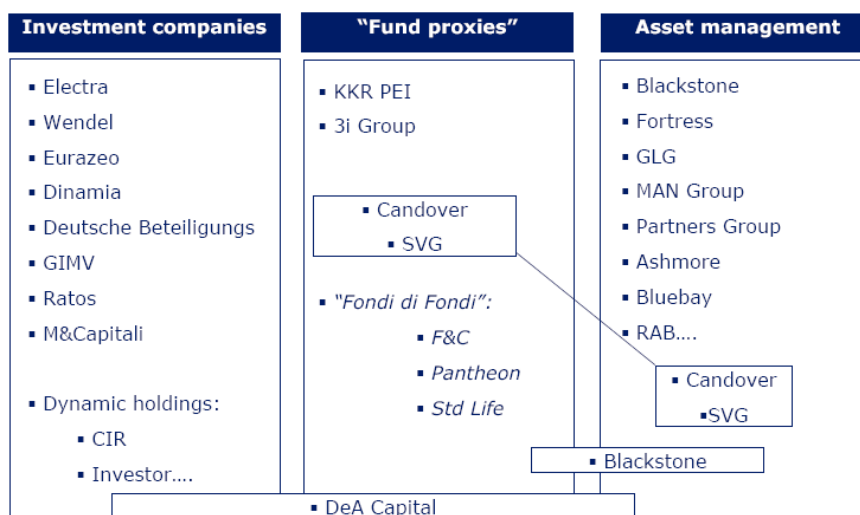 Investment companies
▪ Electra
▪ Wendel
▪ Eurazeo
▪ Dinamia
▪ Deutsche Beteiligungs
▪ GIMV
▪ Ratos
▪ M&Capitali
▪ Dynamic holdings:
▪ CIR
▪ Investor....
“Fund proxies”
▪ KKR PEI
▪ 3i Group
▪ Candover
▪ SVG
▪ “Fondi di Fondi”:
▪ F&C
▪ Pantheon
▪ Std Life
Asset management
▪ Blackstone
▪ Fortress
▪ GLG
▪ MAN Group
▪ Partners Group
▪ Ashmore
▪ Bluebay
▪ RAB....
▪ Candover
▪SVG
▪ Blackstone
▪ DeA Capital